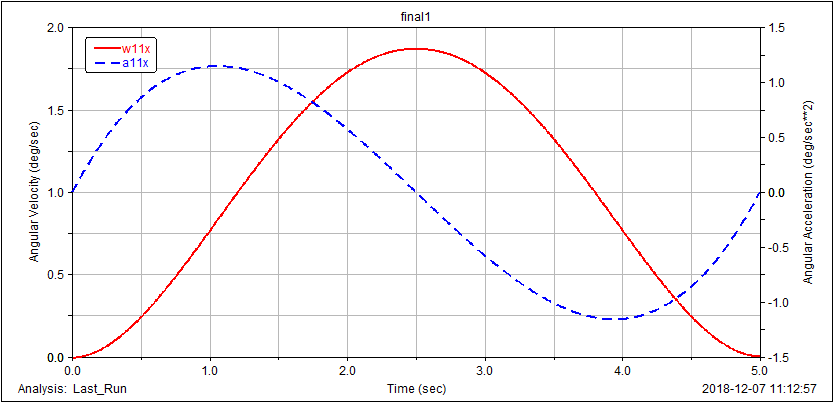 final1
w11x
a11x
2.0
1.5
1.0
0.5
0.0
Angular Velocity (deg/sec)
1.5
1.0
0.5
0.0
-0.5
-1.0
-1.5
Angular Acceleration (deg/sec**2)
0.0 1.0 2.0 3.0 4.0 5.0
Analysis: Last_Run Time (sec) 2018-12-07 11:12:57